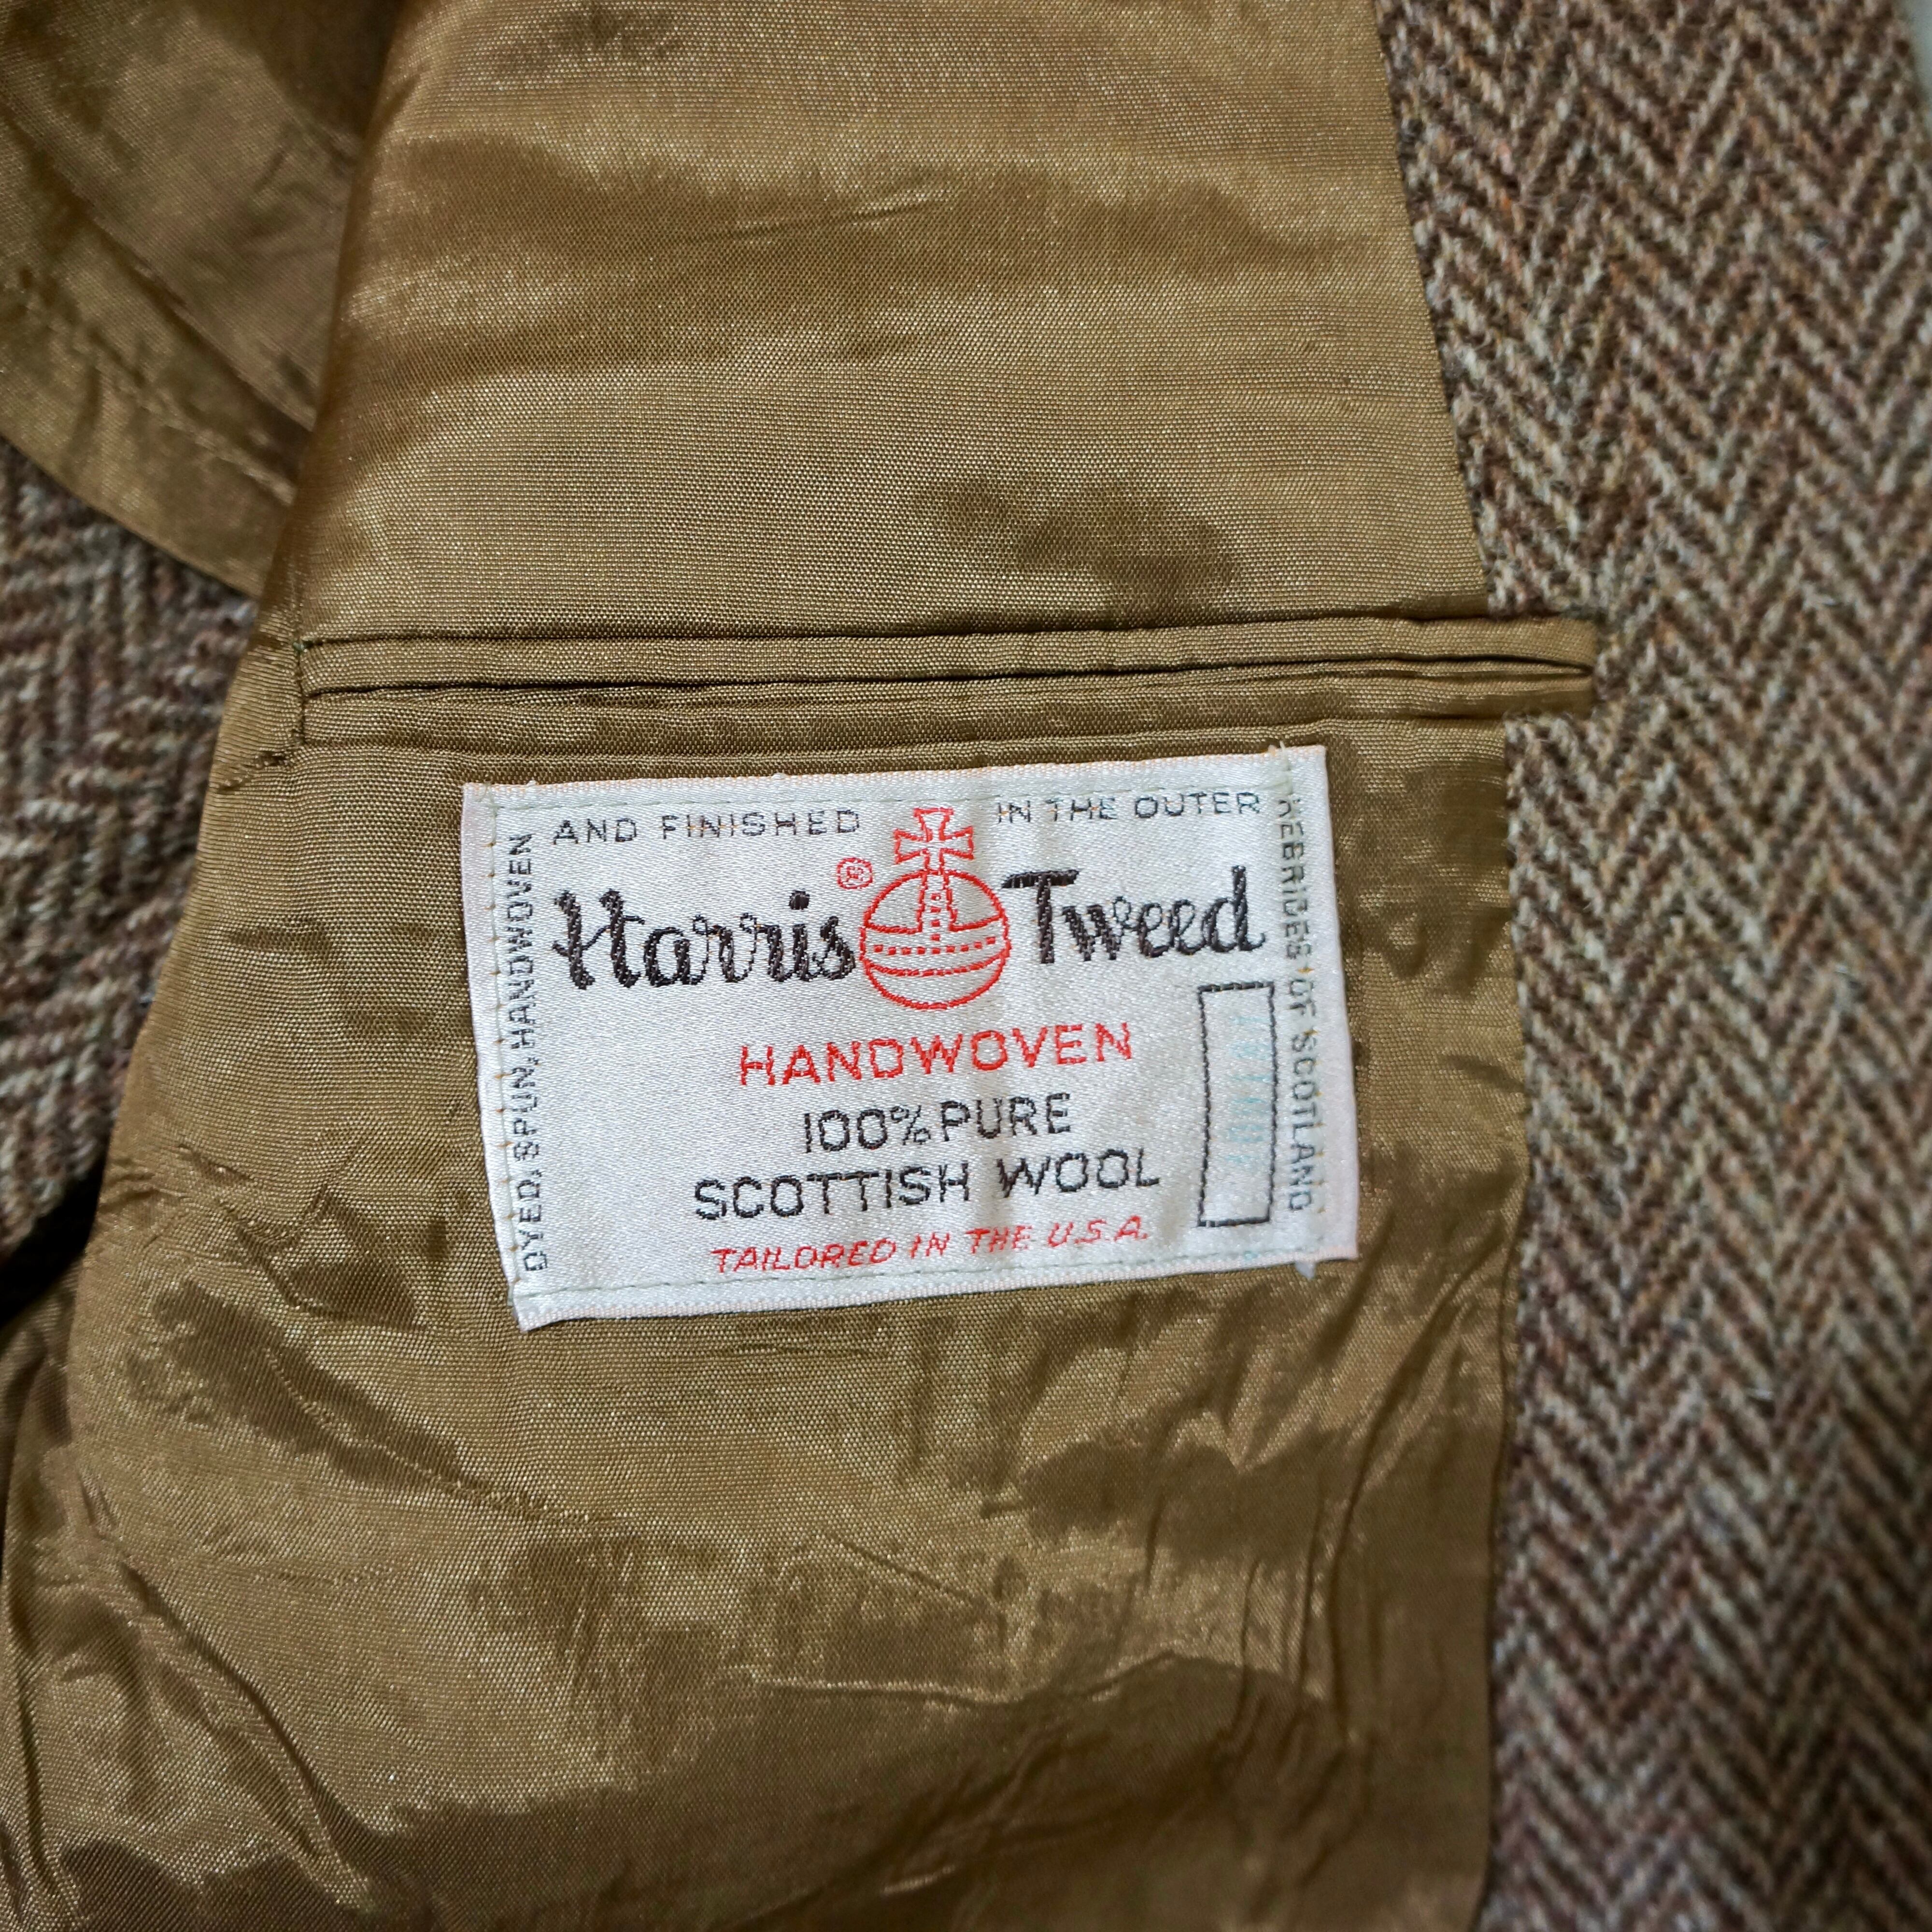 DYED, SPUN, HANDWOVEN
AND FINISHED IN THE OUTER
HEBRIDES OF SCOTLAND
Harris ® Tweed
HANDWOVEN
100% PURE
SCOTTISH WOOL
TAILORED IN THE U.S.A.